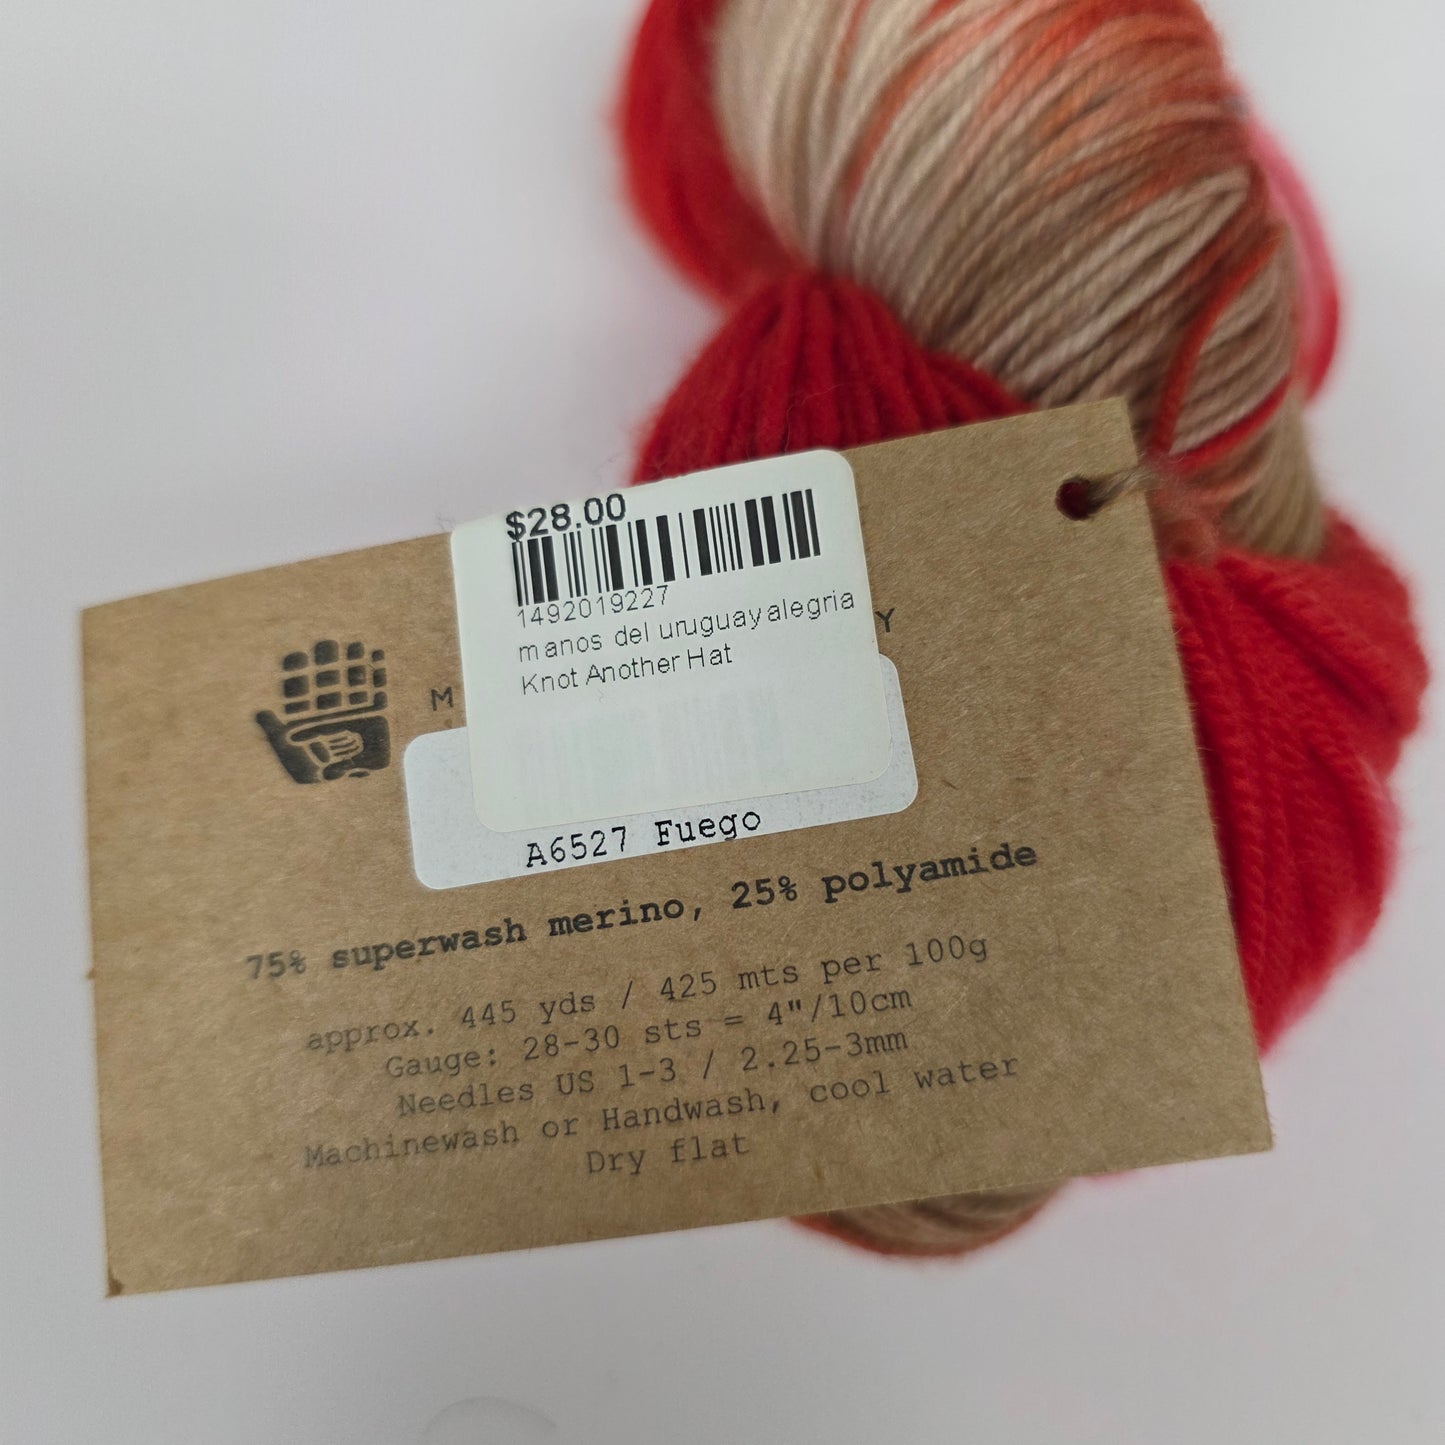 $28.00
1492019227
manos del uruguay alegria
Knot Another Hat
M
Y
A6527 Fuego
75% superwash merino, 25% polyamide
approx. 445 yds / 425 mts per 100g
Gauge: 28-30 sts = 4"/10cm
Needles US 1-3 / 2.25-3mm
Machinewash or Handwash, cool water
Dry flat